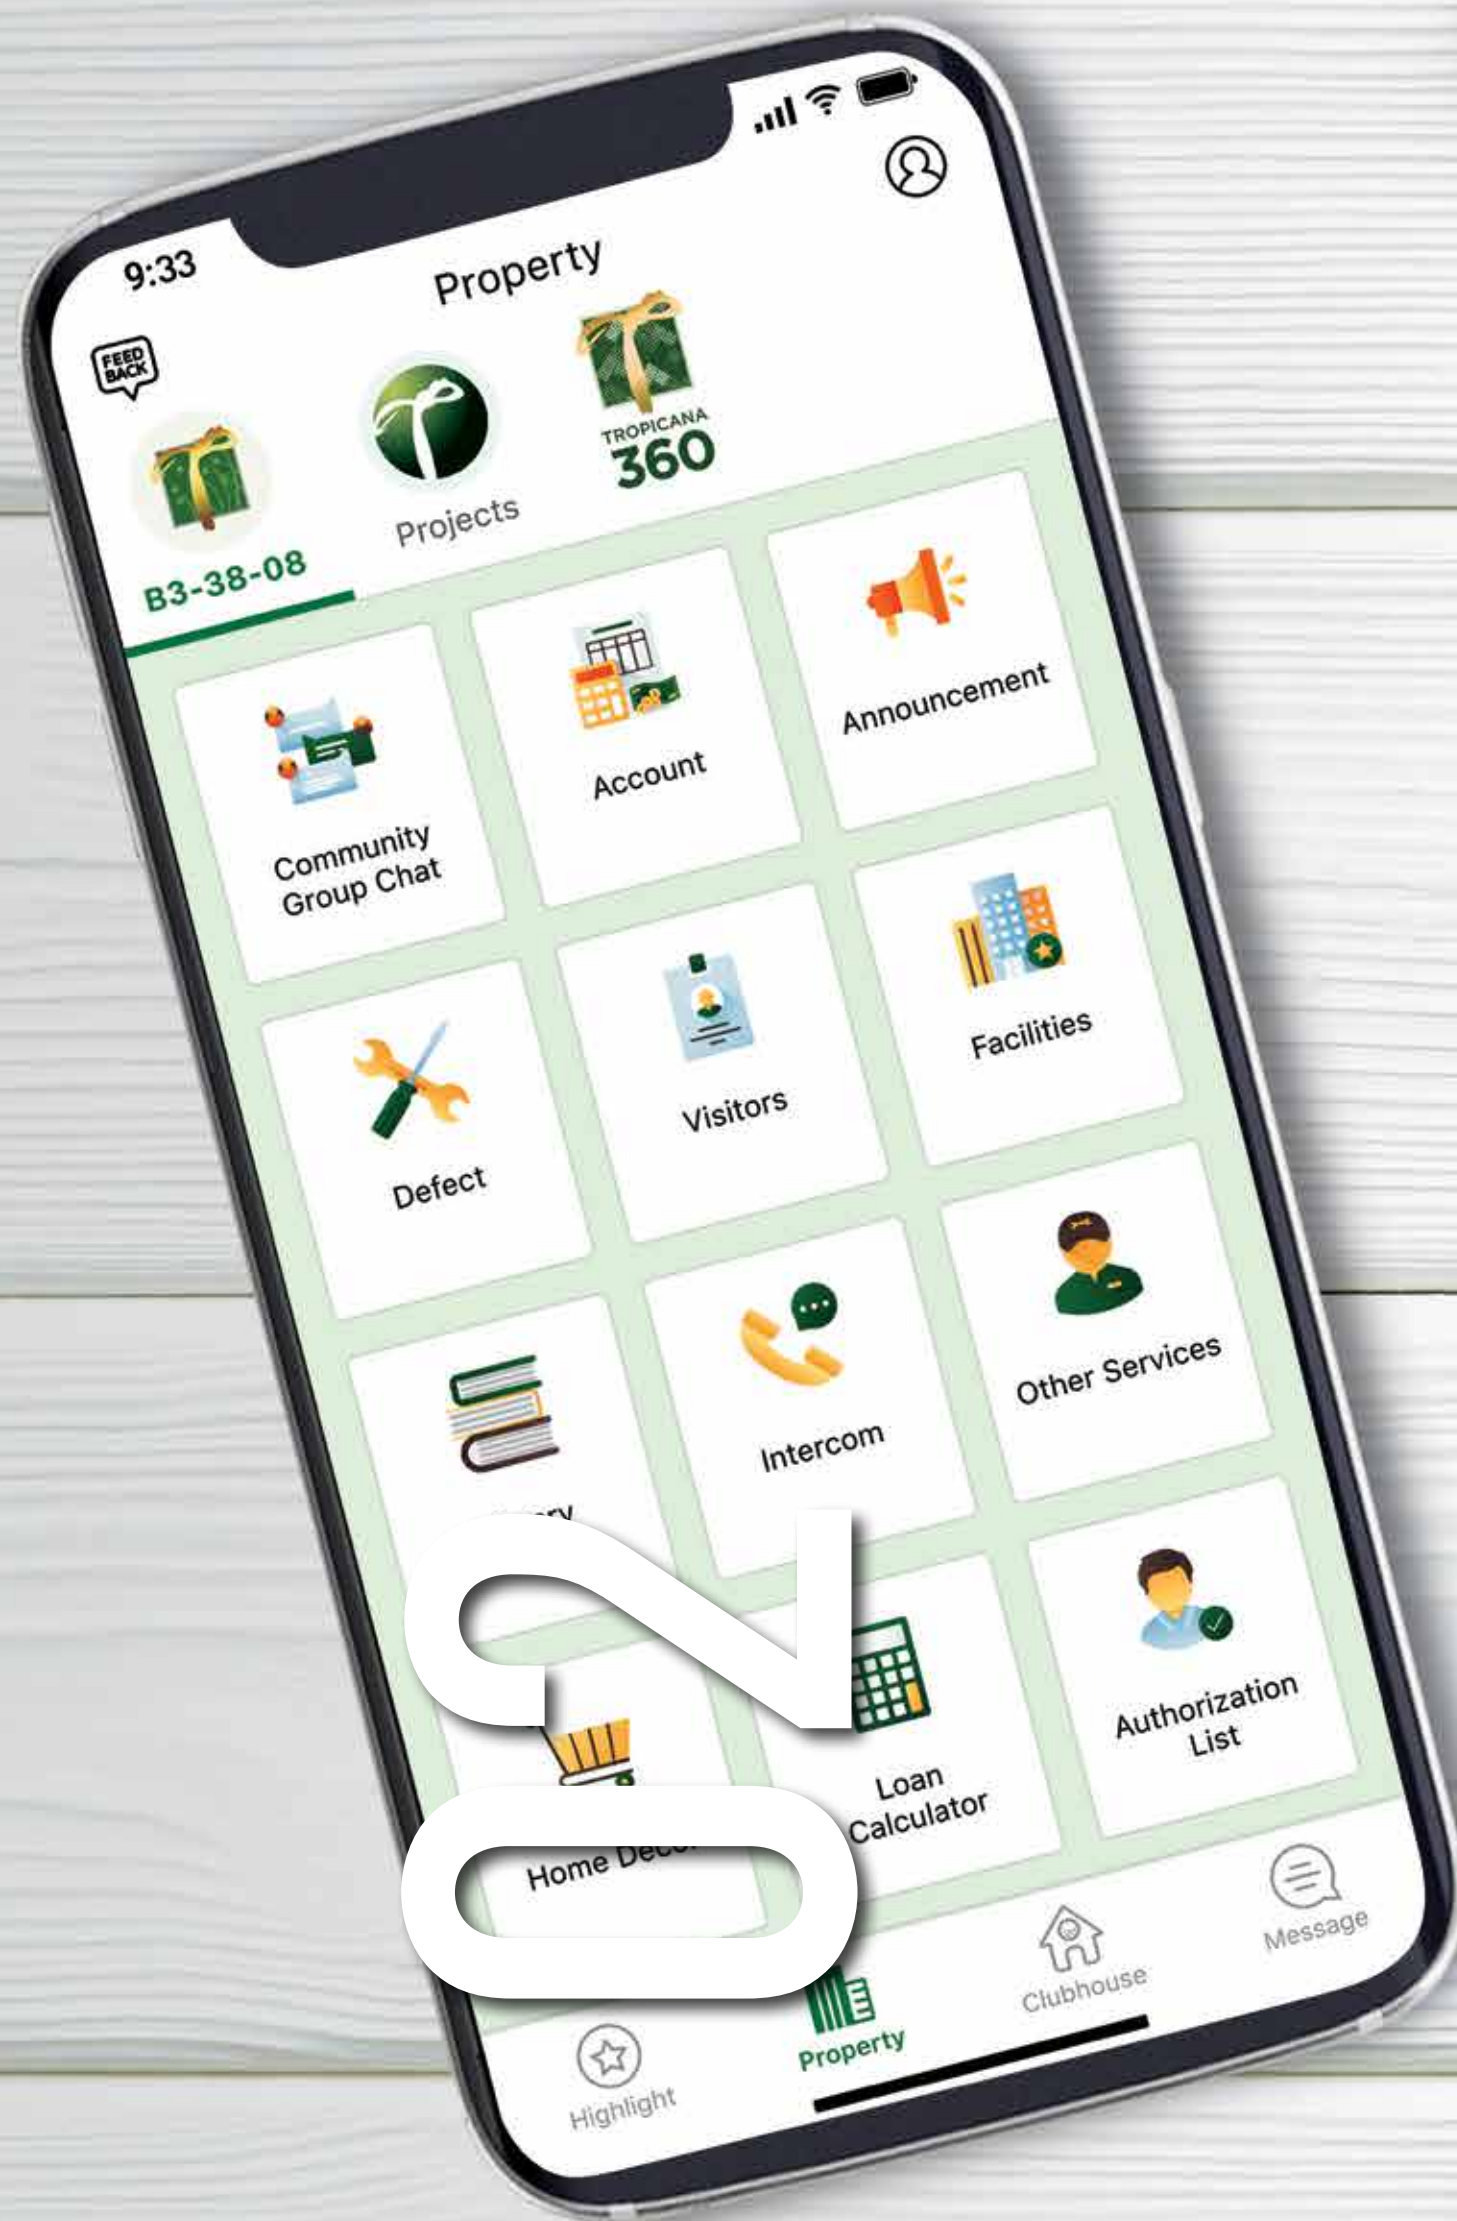 9:33
Property
FEED
BACK
B3-38-08
Projects
TROPICANA
360
Community
Group Chat
Account
Announcement
Defect
Visitors
Facilities
Intercom
Other Services
Home
Loan
Calculator
Authorization
List
Highlight
Property
Clubhouse
Message
02